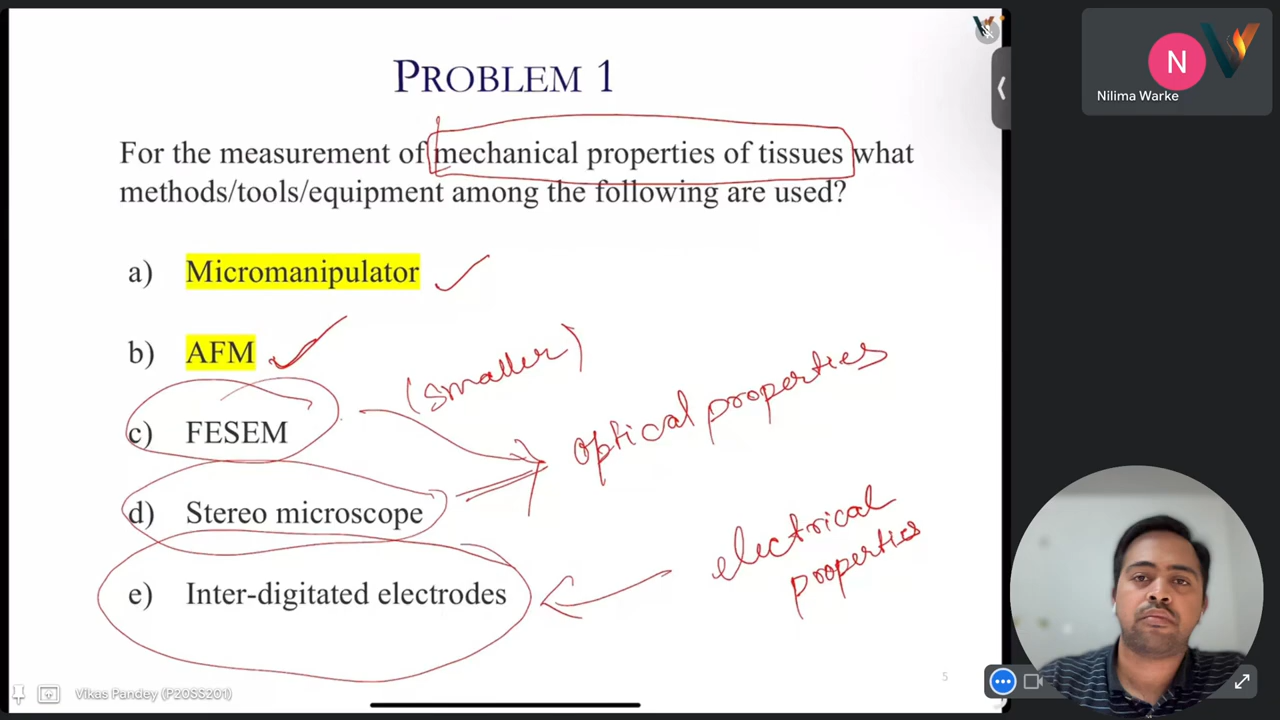 PROBLEM 1
For the measurement of mechanical properties of tissues what
methods/tools/equipment among the following are used?
a) Micromanipulator
b) AFM
(smaller)
c) FESEM
optical properties
d) Stereo microscope
electrical
properties
e) Inter-digitated electrodes
5
Vikas Pandey (P20SS201)
N
Nilima Warke